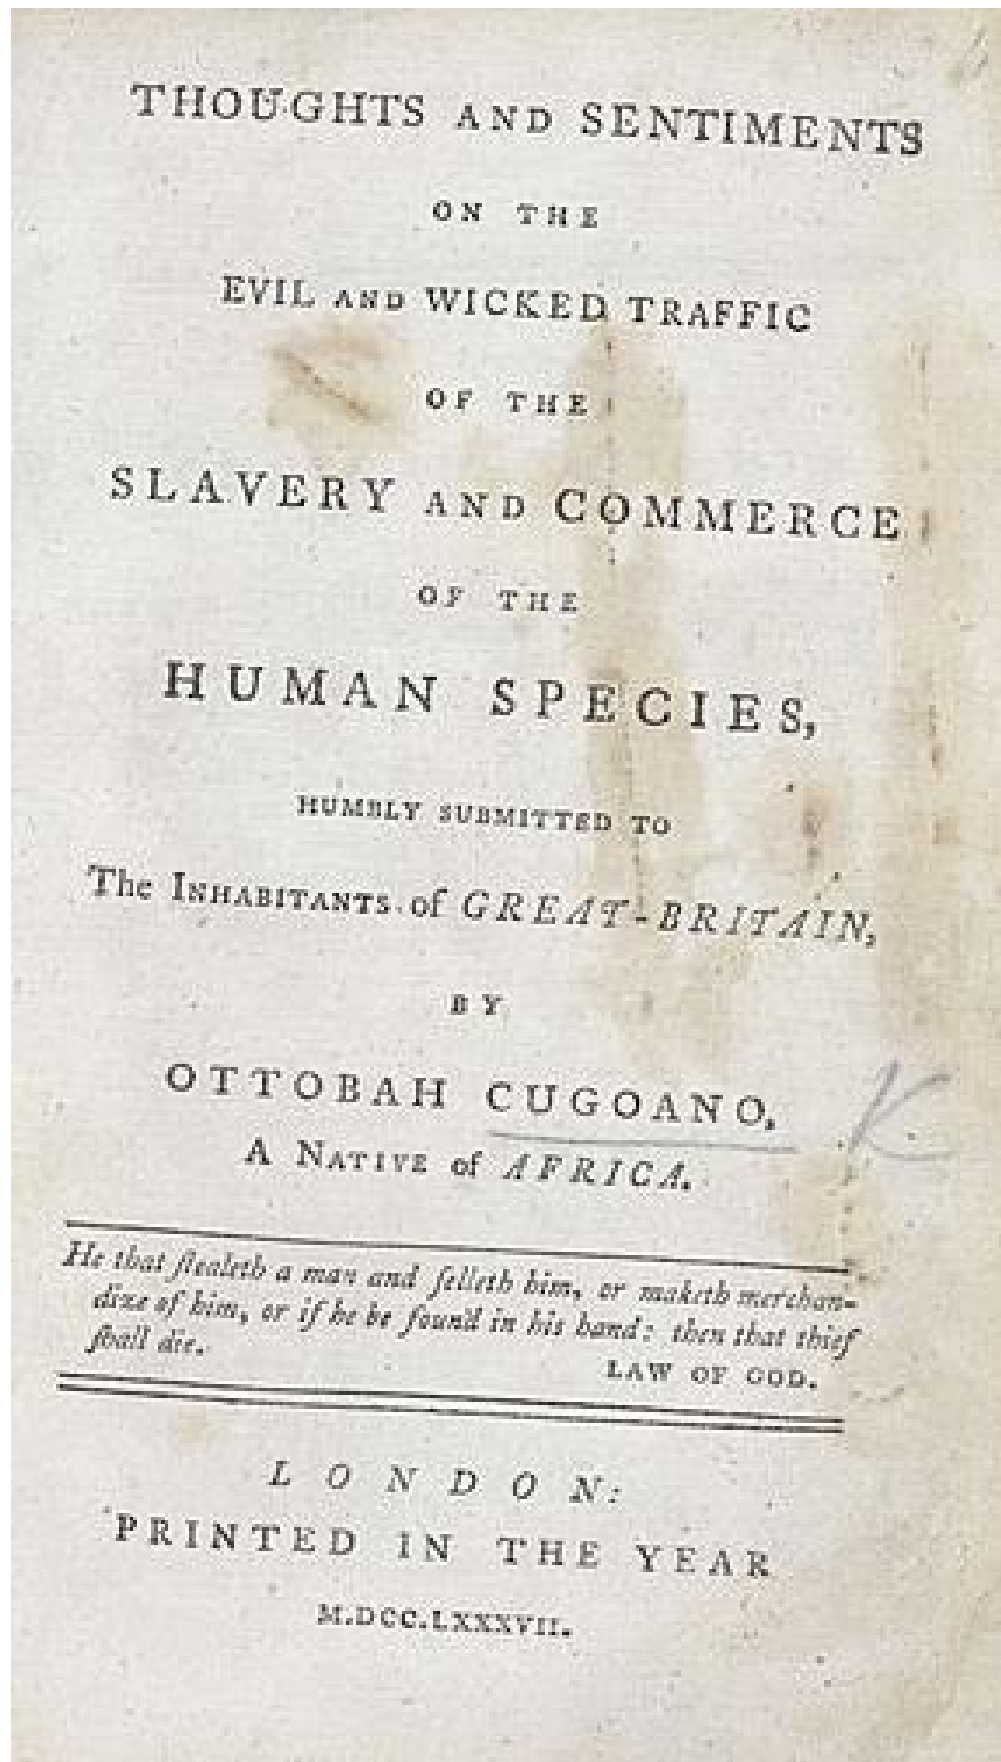 THOUGHTS AND SENTIMENTS
ON THE
EVIL AND WICKED TRAFFIC
OF THE
SLAVERY AND COMMERCE
OF THE
HUMAN SPECIES,
HUMBLY SUBMITTED TO
The INHABITANTS of GREAT-BRITAIN,
BY
OTTOBAH CUGOANO,
A NATIVE of AFRICA.
He that ſtealeth a man and ſelleth him, or maketh merchan-
dize of him, or if he be found in his hand: then that thief
ſhall die.
LAW OF GOD.
LONDON:
PRINTED IN THE YEAR
M.DCC.LXXXVII.